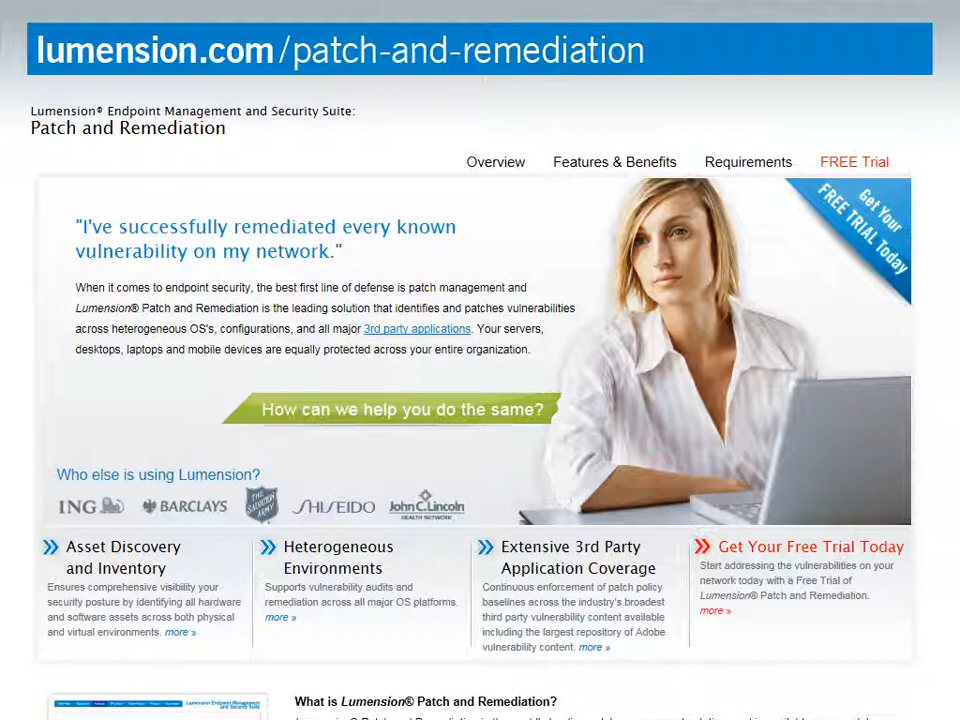 lumension.com/patch-and-remediation
Lumension® Endpoint Management and Security Suite:
Patch and Remediation
Overview Features & Benefits Requirements FREE Trial
Get Your
FREE TRIAL Today
"I've successfully remediated every known
vulnerability on my network."
When it comes to endpoint security, the best first line of defense is patch management and
Lumension® Patch and Remediation is the leading solution that identifies and patches vulnerabilities
across heterogeneous OS's, configurations, and all major 3rd party applications. Your servers,
desktops, laptops and mobile devices are equally protected across your entire organization.
How can we help you do the same?
Who else is using Lumension?
ING BARCLAYS THE SALVATION ARMY SHISEIDO John C. Lincoln
HEALTH NETWORK
Asset Discovery
and Inventory
Ensures comprehensive visibility your
security posture by identifying all hardware
and software assets across both physical
and virtual environments. more »
Heterogeneous
Environments
Supports vulnerability audits and
remediation across all major OS platforms.
more »
Extensive 3rd Party
Application Coverage
Continuous enforcement of patch policy
baselines across the industry's broadest
third party vulnerability content available
including the largest repository of Adobe
vulnerability content. more »
Get Your Free Trial Today
Start addressing the vulnerabilities on your
network today with a Free Trial of
Lumension® Patch and Remediation.
more »
Lumension Endpoint Management
and Security Suite
What is Lumension® Patch and Remediation?